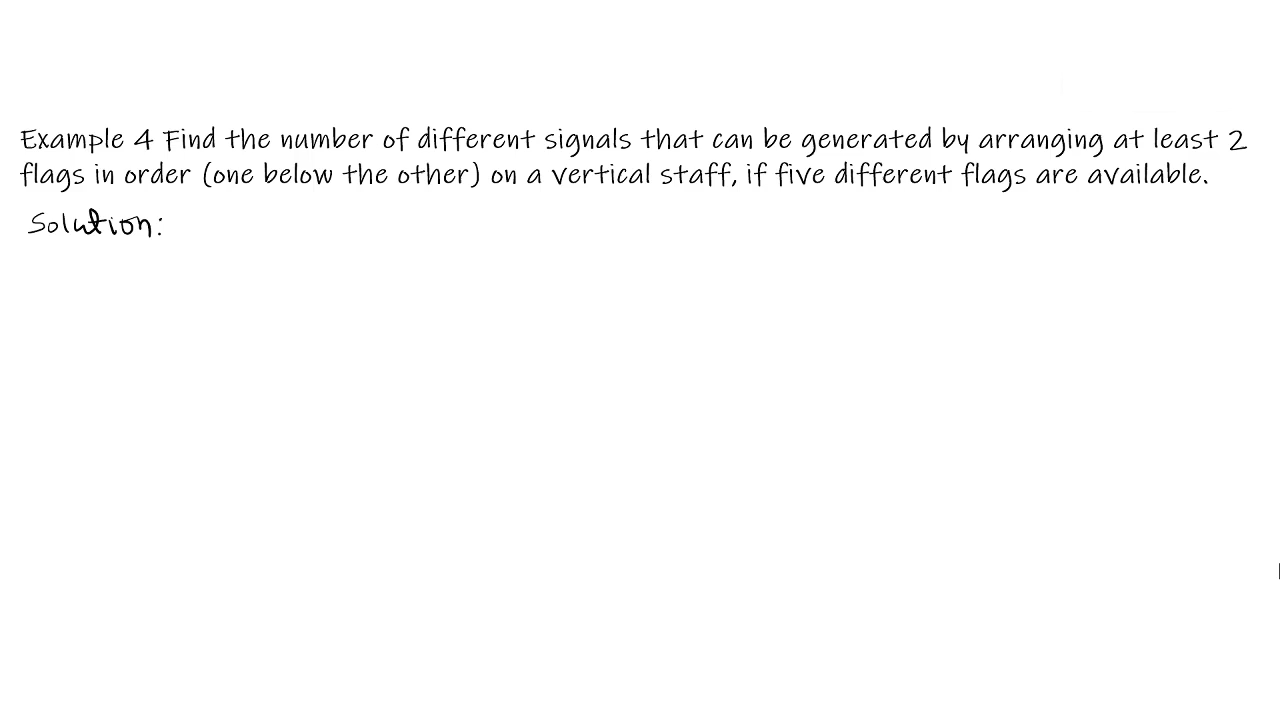 Example 4 Find the number of different signals that can be generated by arranging at least 2
flags in order (one below the other) on a vertical staff, if five different flags are available.
Solution: